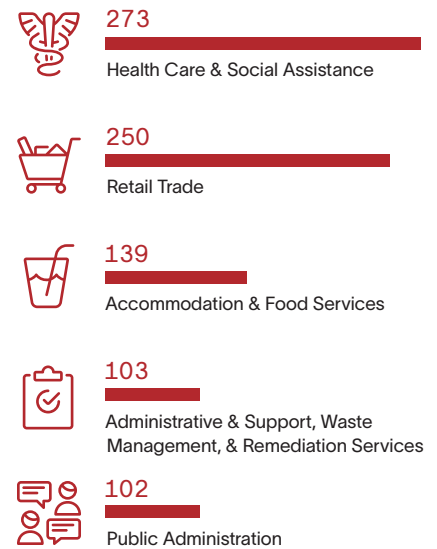 273
Health Care & Social Assistance
250
Retail Trade
139
Accommodation & Food Services
103
Administrative & Support, Waste
Management, & Remediation Services
102
Public Administration